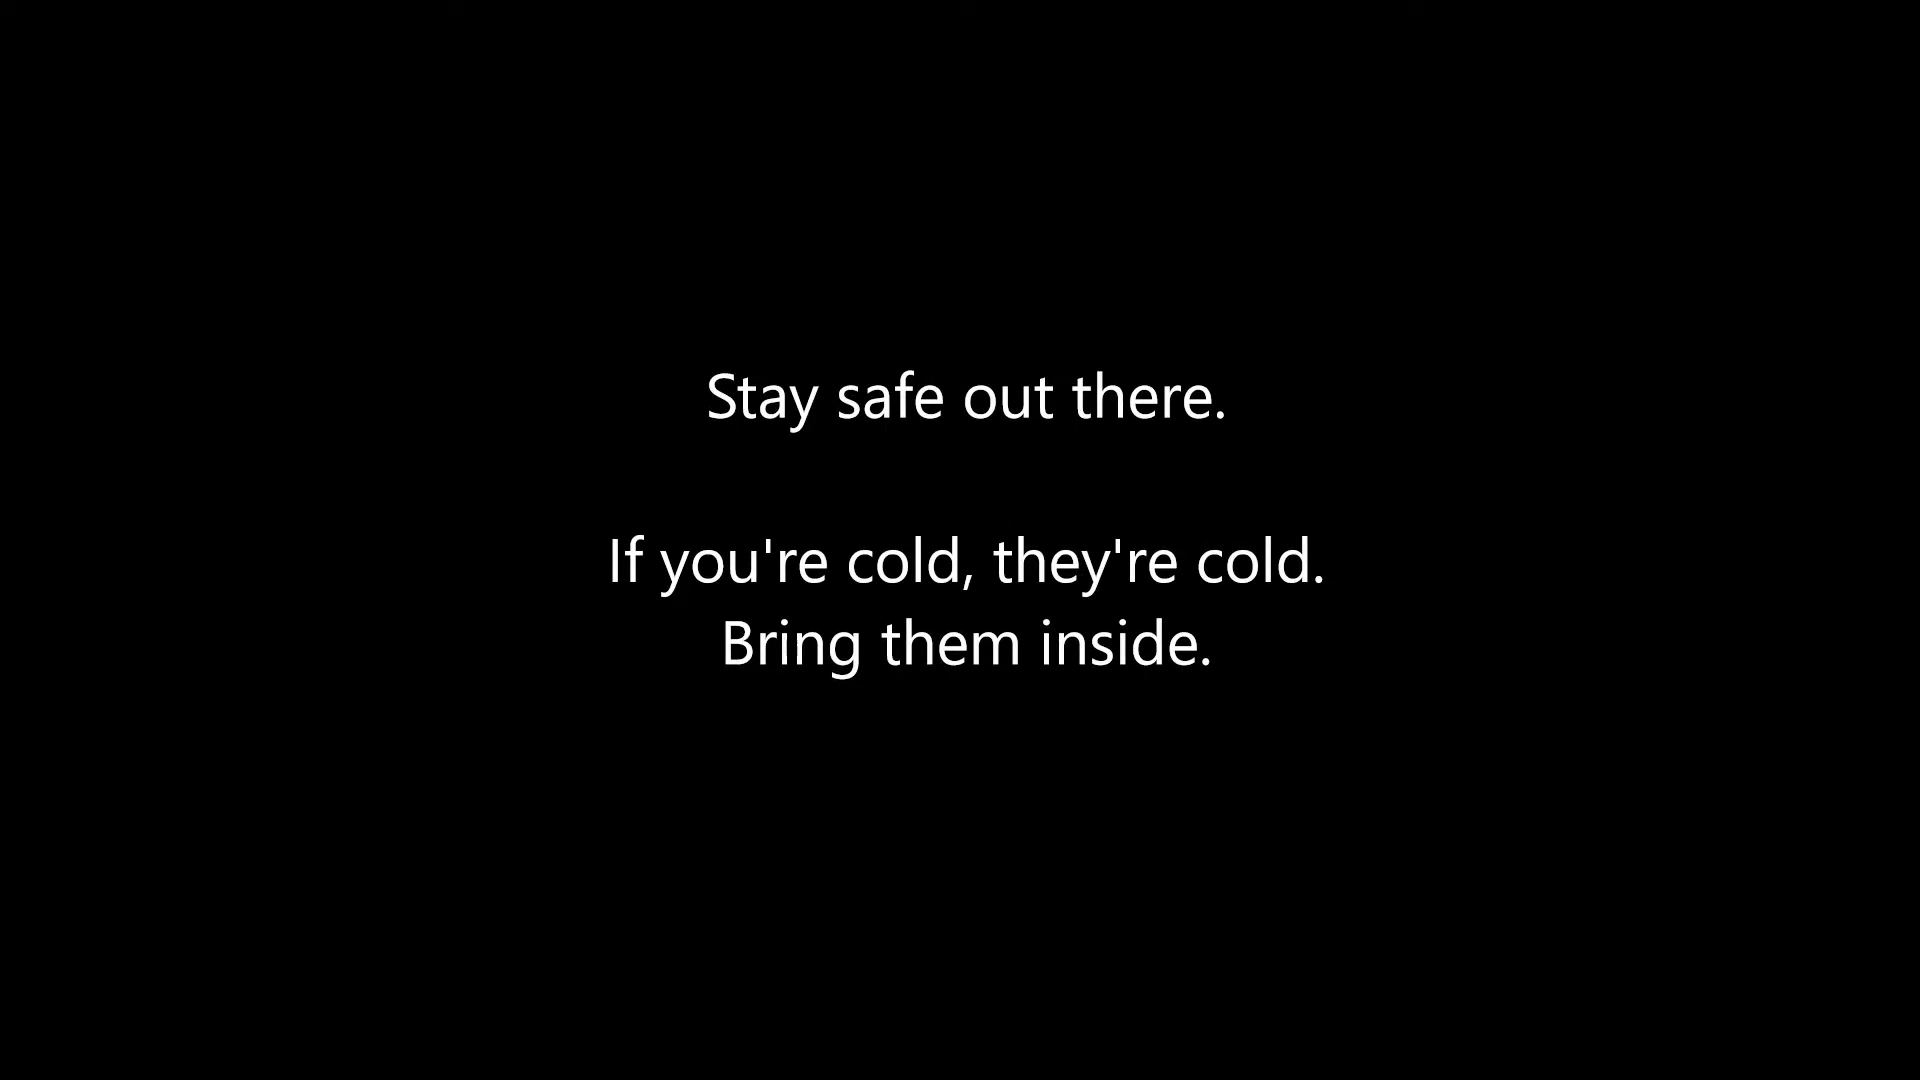 Stay safe out there.
If you're cold, they're cold.
Bring them inside.